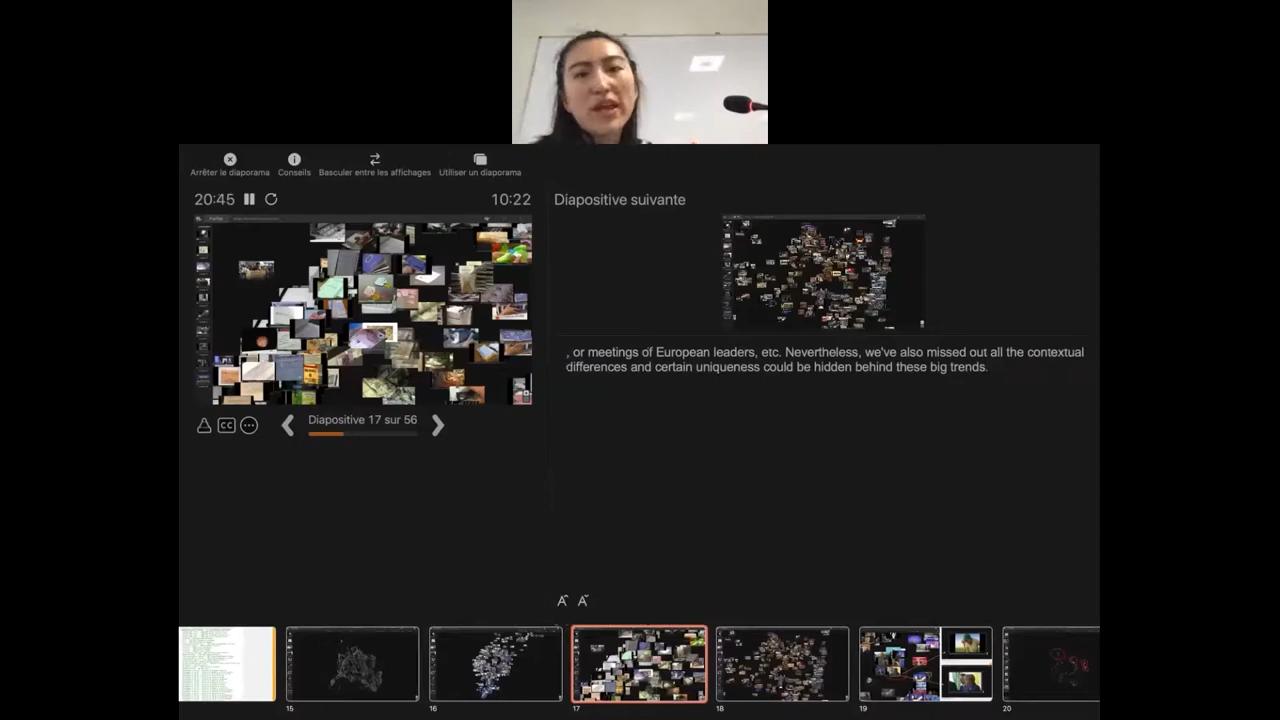 Arrêter le diaporama
Conseils
Basculer entre les affichages
Utiliser un diaporama
20:45
10:22
Diapositive suivante
, or meetings of European leaders, etc. Nevertheless, we've also missed out all the contextual
differences and certain uniqueness could be hidden behind these big trends.
CC
Diapositive 17 sur 56
A A
15
16
17
18
19
20